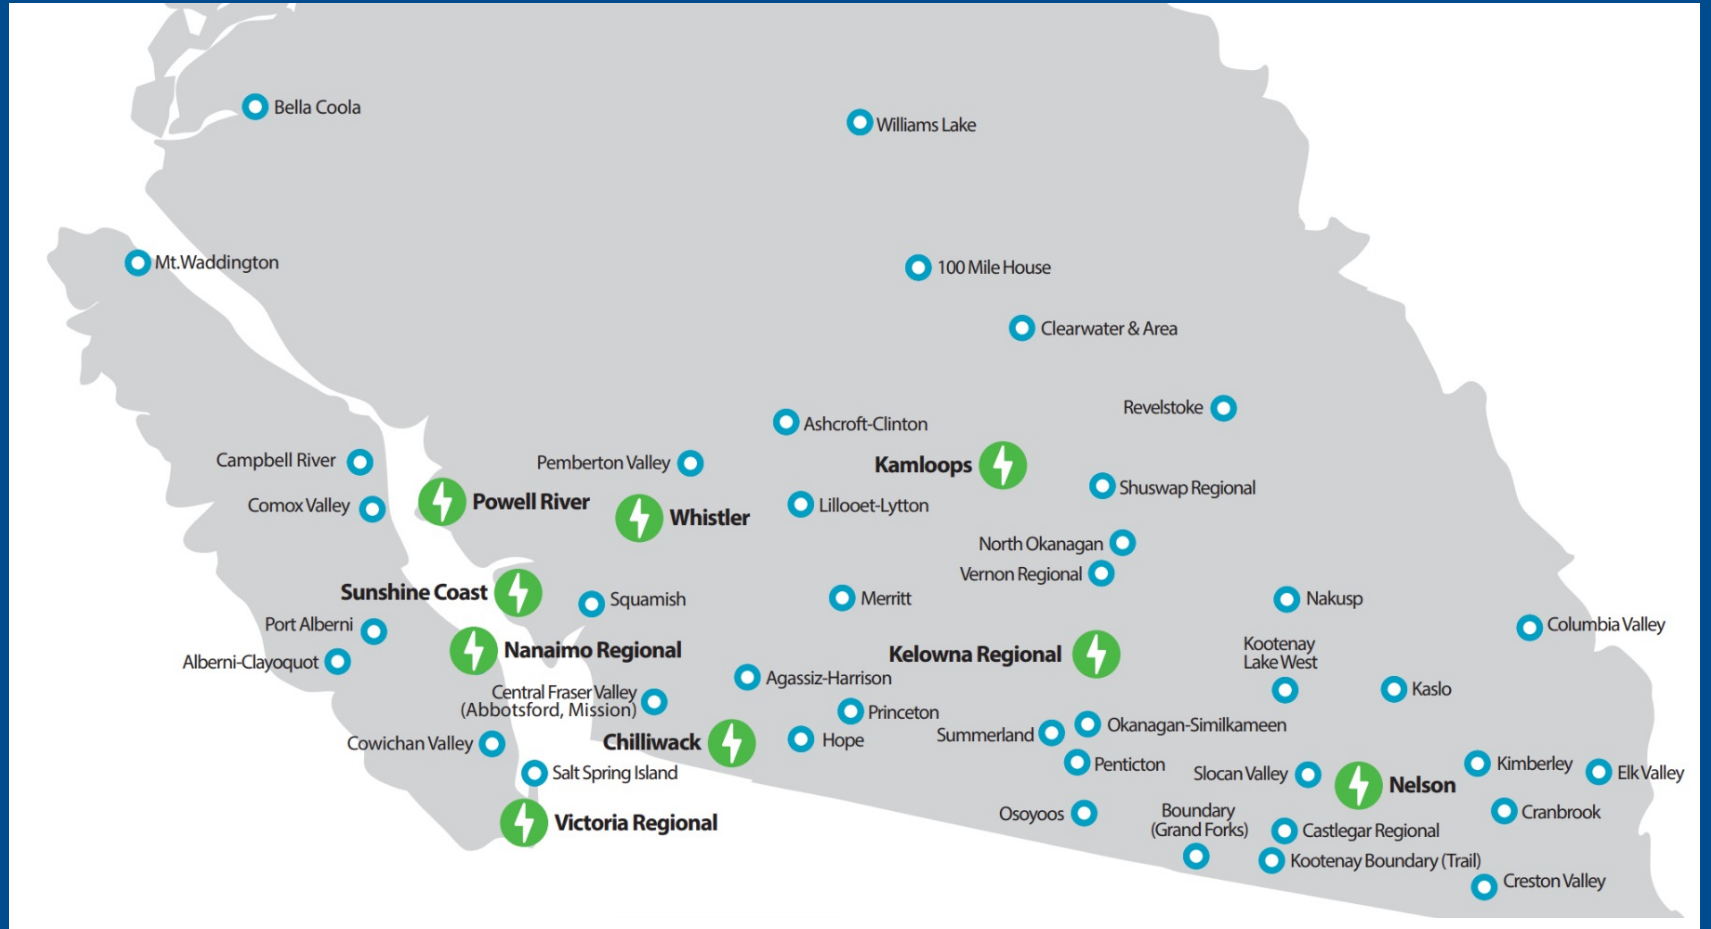 Bella Coola
Williams Lake
Mt.Waddington
100 Mile House
Clearwater & Area
Revelstoke
Ashcroft-Clinton
Campbell River
Pemberton Valley
Kamloops
Shuswap Regional
Comox Valley
Powell River
Whistler
Lillooet-Lytton
North Okanagan
Vernon Regional
Sunshine Coast
Squamish
Merritt
Nakusp
Port Alberni
Columbia Valley
Alberni-Clayoquot
Nanaimo Regional
Kelowna Regional
Kootenay
Lake West
Agassiz-Harrison
Kaslo
Central Fraser Valley
(Abbotsford, Mission)
Princeton
Cowichan Valley
Chilliwack
Hope
Summerland
Okanagan-Similkameen
Salt Spring Island
Penticton
Slocan Valley
Nelson
Kimberley
Elk Valley
Victoria Regional
Osoyoos
Boundary
(Grand Forks)
Castlegar Regional
Cranbrook
Kootenay Boundary (Trail)
Creston Valley